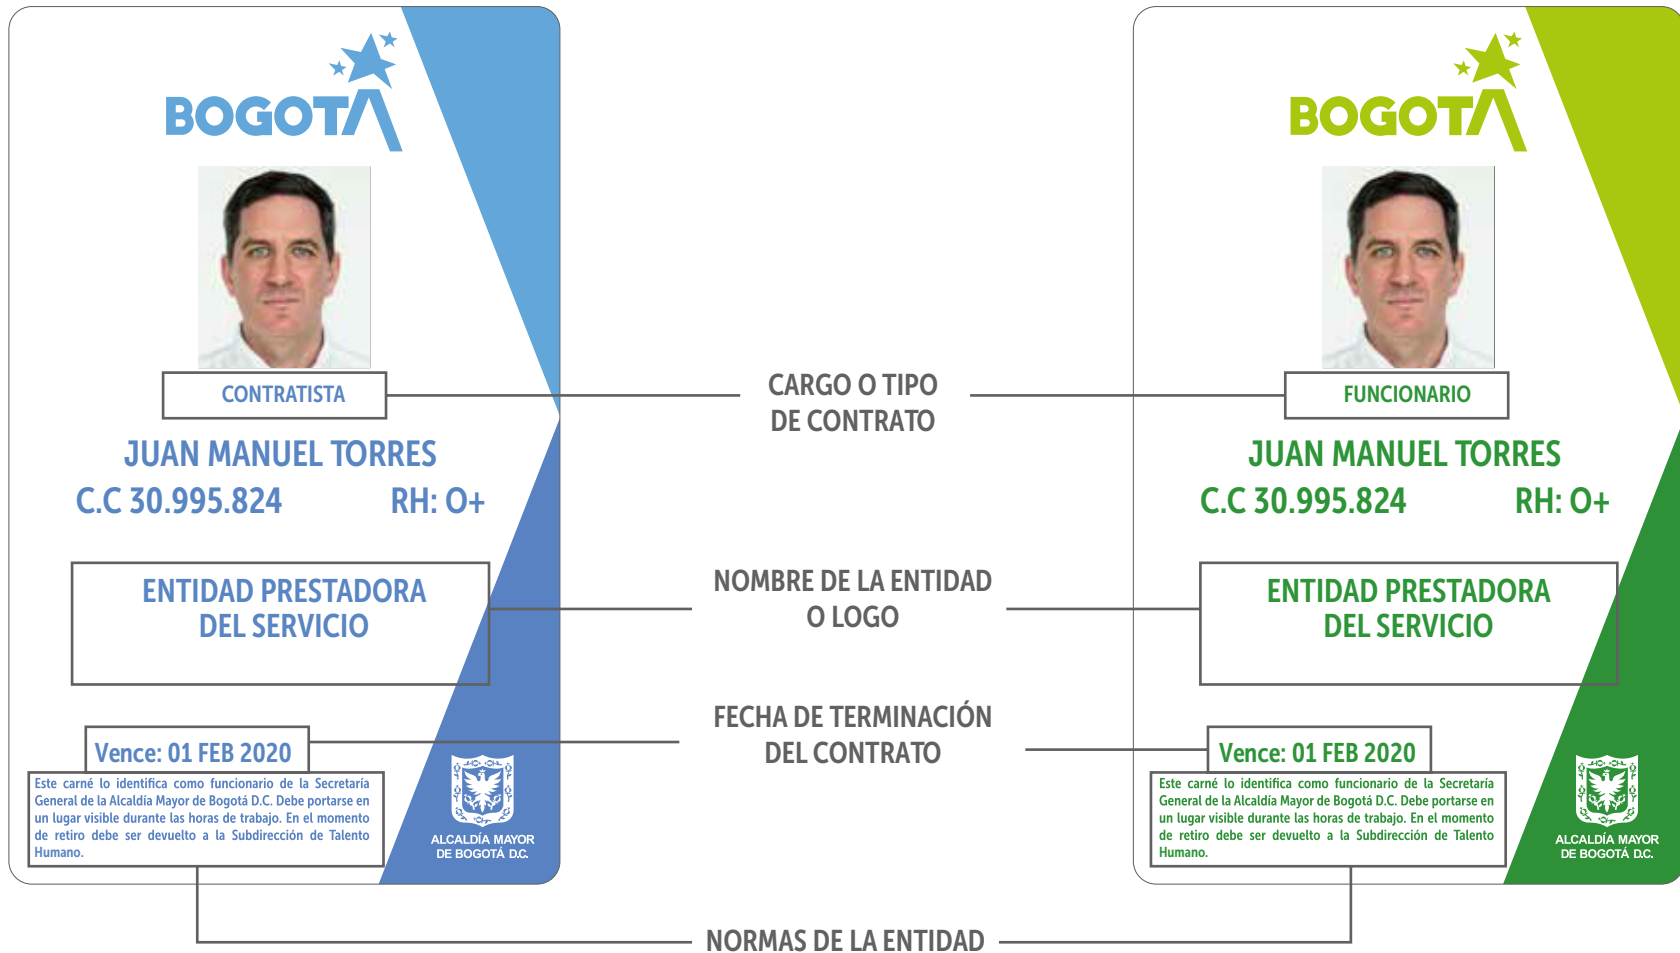 BOGOTÁ
CONTRATISTA
JUAN MANUEL TORRES
C.C 30.995.824 RH: O+
ENTIDAD PRESTADORA
DEL SERVICIO
Vence: 01 FEB 2020
Este carné lo identifica como funcionario de la Secretaría
General de la Alcaldía Mayor de Bogotá D.C. Debe portarse en
un lugar visible durante las horas de trabajo. En el momento
de retiro debe ser devuelto a la Subdirección de Talento
Humano.
ALCALDÍA MAYOR
DE BOGOTÁ D.C.
CARGO O TIPO
DE CONTRATO
NOMBRE DE LA ENTIDAD
O LOGO
FECHA DE TERMINACIÓN
DEL CONTRATO
NORMAS DE LA ENTIDAD
BOGOTÁ
FUNCIONARIO
JUAN MANUEL TORRES
C.C 30.995.824 RH: O+
ENTIDAD PRESTADORA
DEL SERVICIO
Vence: 01 FEB 2020
Este carné lo identifica como funcionario de la Secretaría
General de la Alcaldía Mayor de Bogotá D.C. Debe portarse en
un lugar visible durante las horas de trabajo. En el momento
de retiro debe ser devuelto a la Subdirección de Talento
Humano.
ALCALDÍA MAYOR
DE BOGOTÁ D.C.